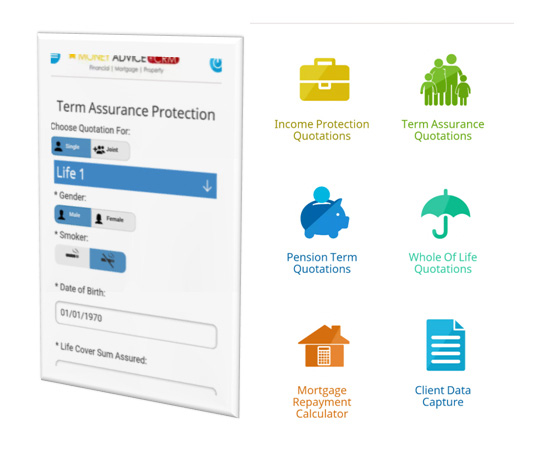 MONEY ADVICE+CRM
Financial | Mortgage | Property
Term Assurance Protection
Choose Quotation For:
Single
Joint
Life 1
* Gender:
Male
Female
* Smoker:
* Date of Birth:
01/01/1970
* Life Cover Sum Assured:
Income Protection
Quotations
Term Assurance
Quotations
Pension Term
Quotations
Whole Of Life
Quotations
Mortgage
Repayment
Calculator
Client Data
Capture